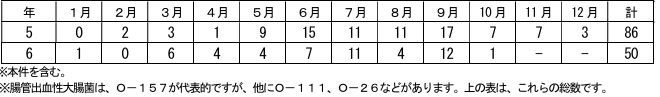 年 1月 2月 3月 4月 5月 6月 7月 8月 9月 10月 11月 12月 計
5 0 2 3 1 9 15 11 11 17 7 7 3 86
6 1 0 6 4 4 7 11 4 12 1 － － 50
※本件を含む。
※腸管出血性大腸菌は、Ｏ－１５７が代表的ですが、他にＯ－１１１、Ｏ－２６などがあります。上の表は、これらの総数です。